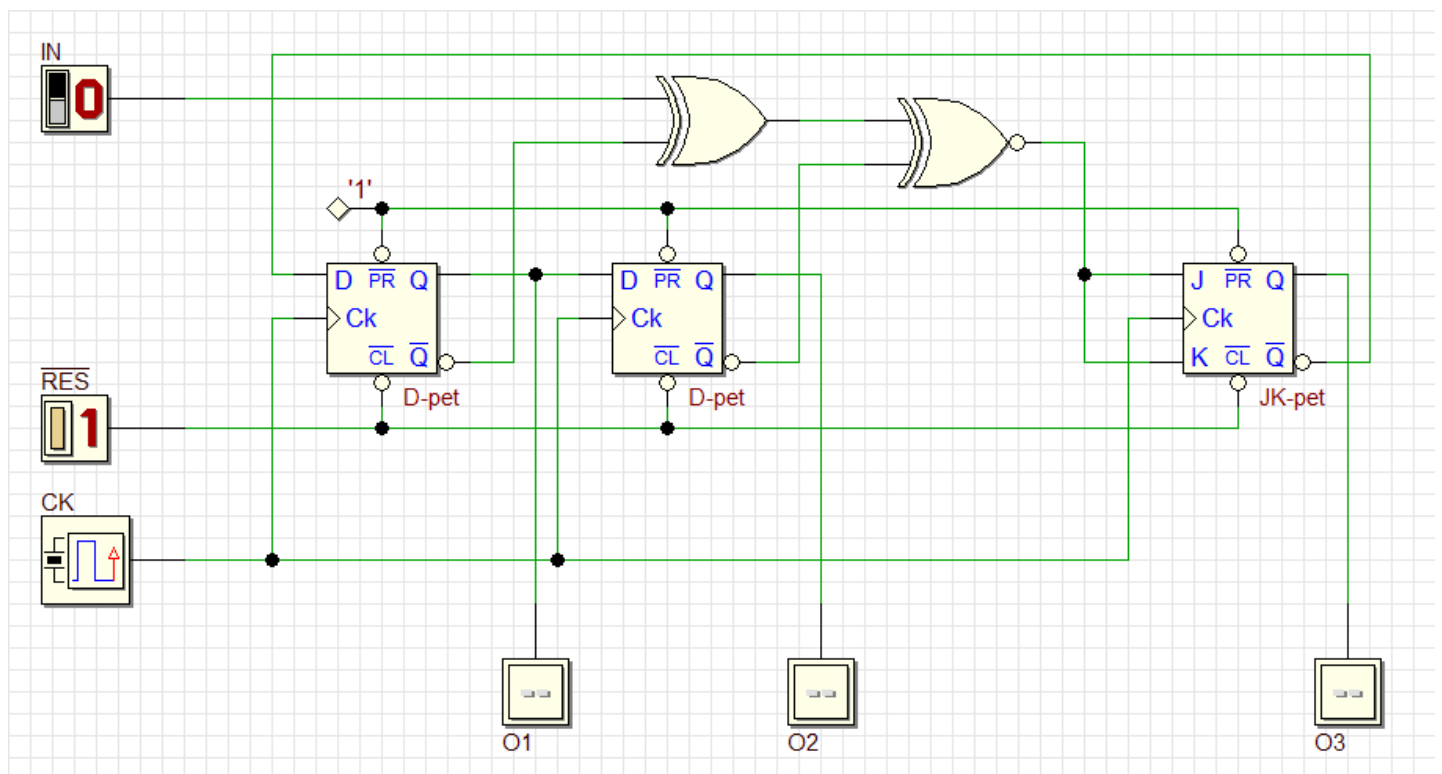 IN
0
'1'
D PR Q
Ck
CL Q
D-pet
D PR Q
Ck
CL Q
D-pet
J PR Q
Ck
K CL Q
JK-pet
RES
1
CK
--
O1
--
O2
--
O3